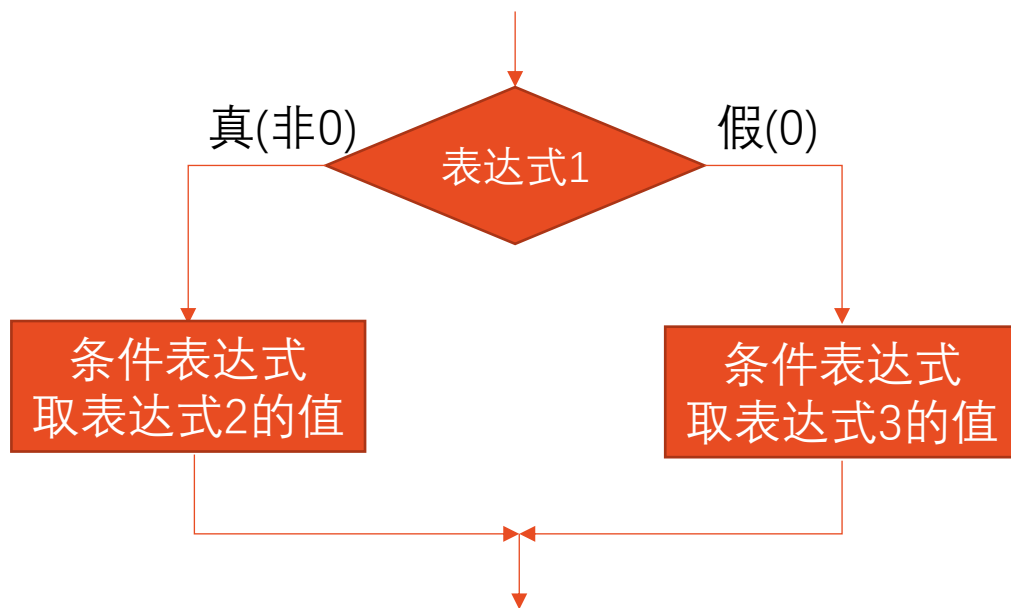 真(非0)
假(0)
表达式1
条件表达式
取表达式2的值
条件表达式
取表达式3的值